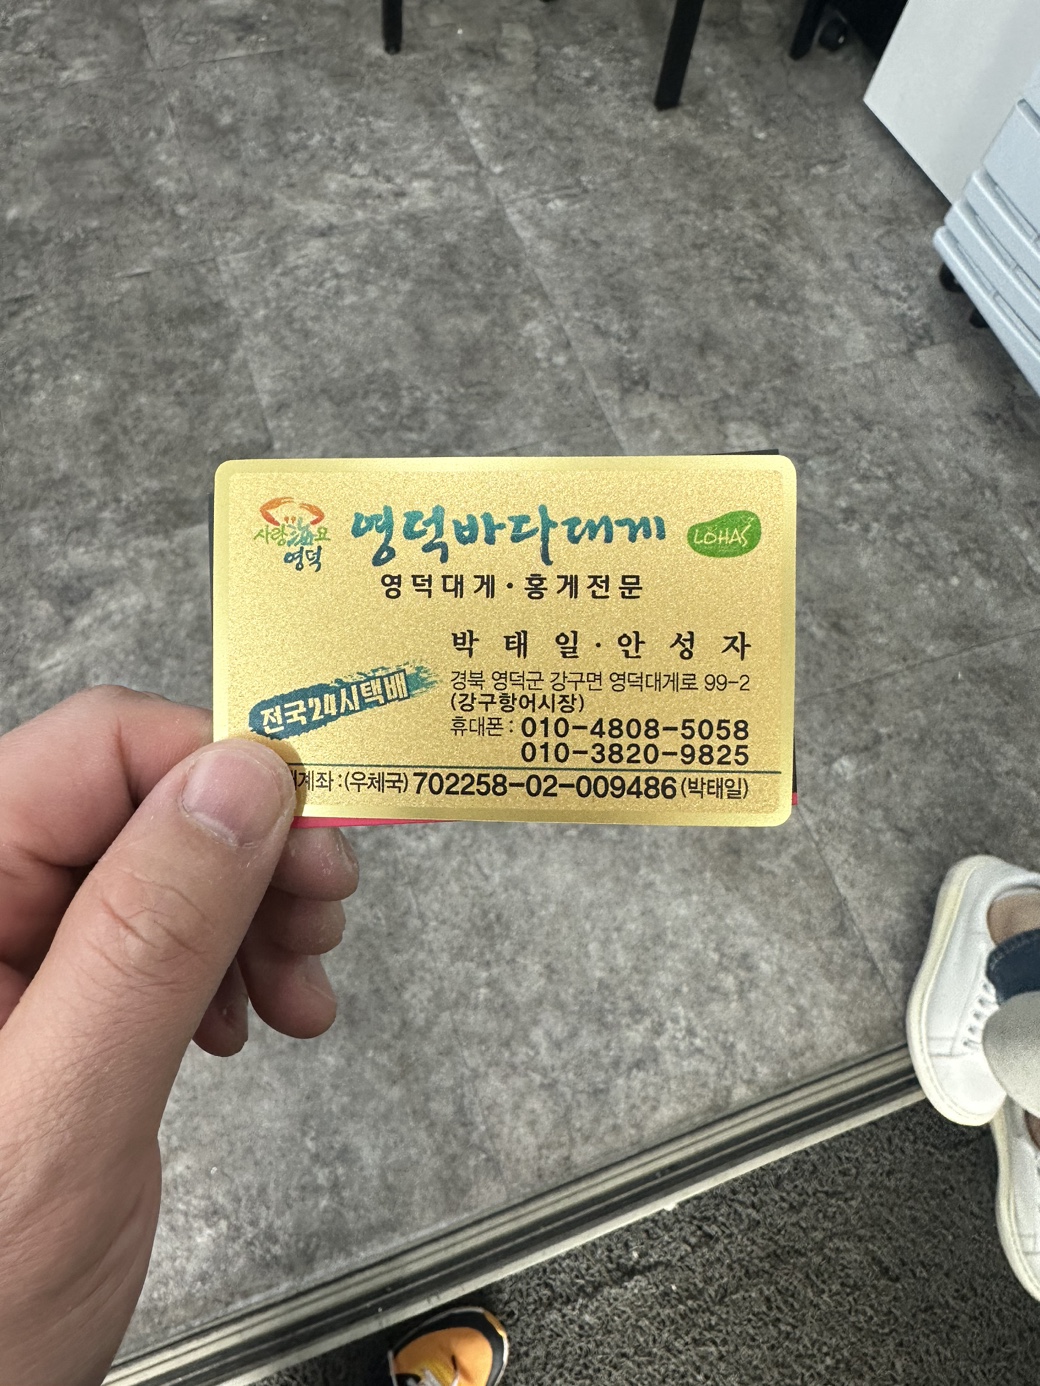 사랑해요
영덕
영덕바다대게
LOHAS
영덕대게·홍게전문
박태일·안성자
전국24시택배
경북 영덕군 강구면 영덕대게로 99-2
(강구항어시장)
휴대폰 : 010-4808-5058
010-3820-9825
계좌 : (우체국) 702258-02-009486 (박태일)